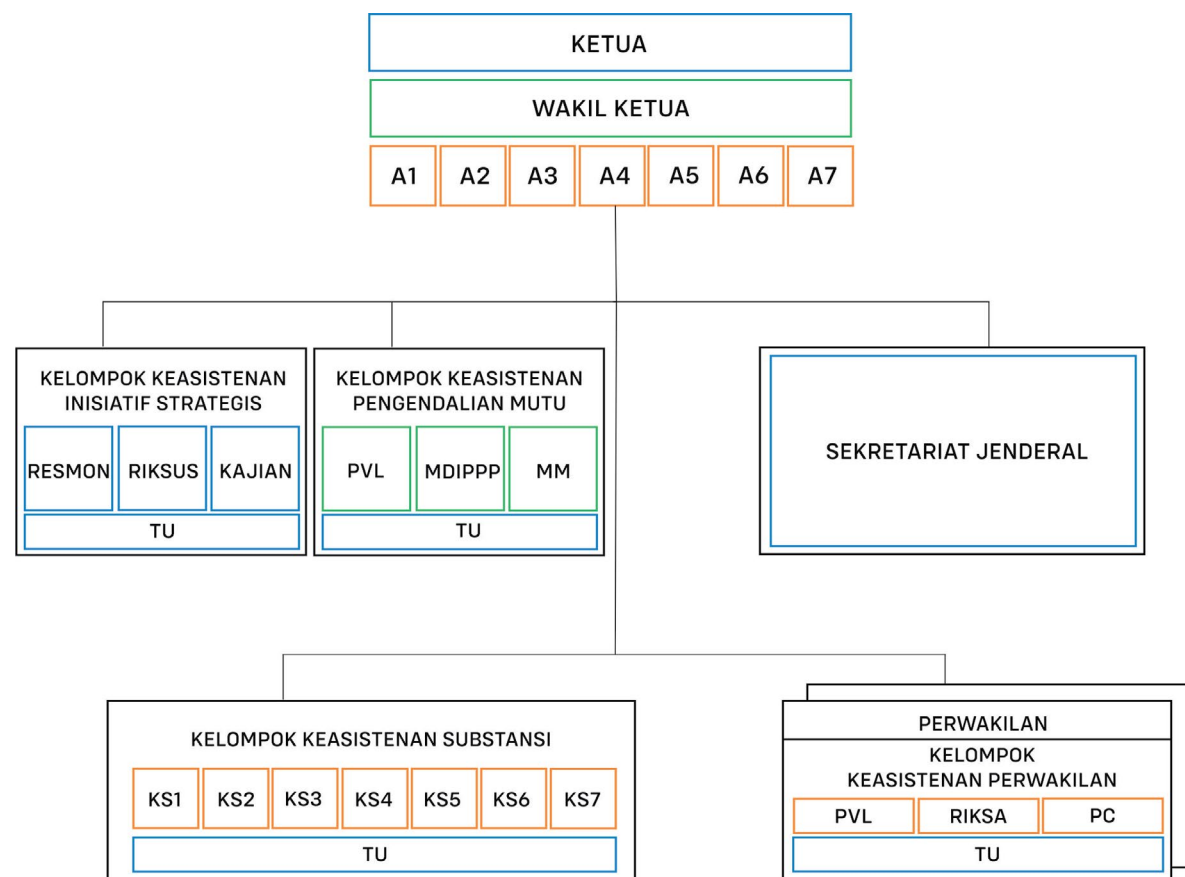 KETUA
WAKIL KETUA
A1 A2 A3 A4 A5 A6 A7
KELOMPOK KEASISTENAN
INISIATIF STRATEGIS
RESMON RIKSUS KAJIAN
TU
KELOMPOK KEASISTENAN
PENGENDALIAN MUTU
PVL MDIPPP MM
TU
SEKRETARIAT JENDERAL
KELOMPOK KEASISTENAN SUBSTANSI
KS1 KS2 KS3 KS4 KS5 KS6 KS7
TU
PERWAKILAN
KELOMPOK
KEASISTENAN PERWAKILAN
PVL RIKSA PC
TU